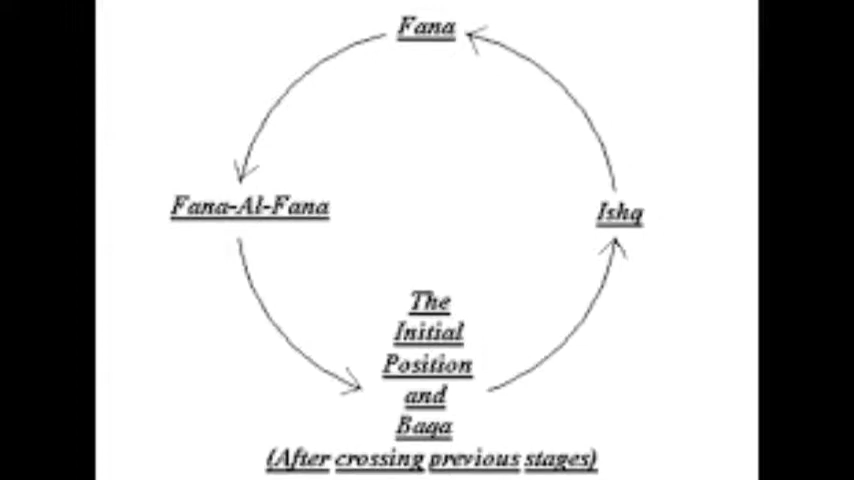 Fana
Fana-Al-Fana
Ishq
The
Initial
Position
and
Baqa
(After crossing previous stages)